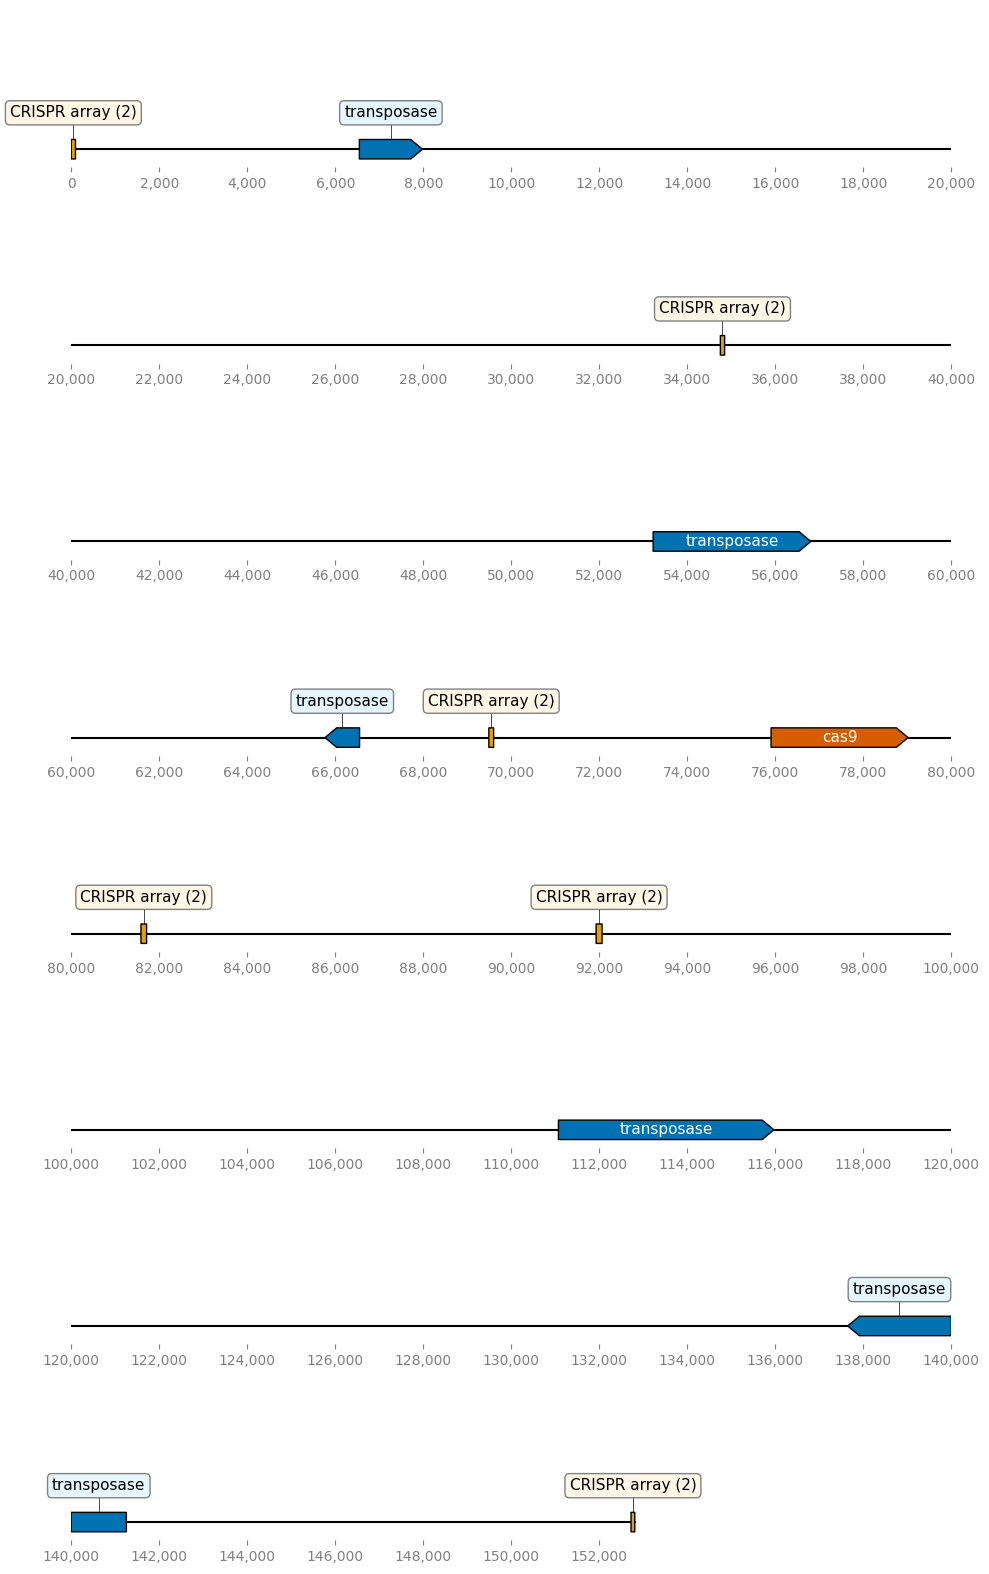 CRISPR array (2) transposase
0 2,000 4,000 6,000 8,000 10,000 12,000 14,000 16,000 18,000 20,000
CRISPR array (2)
20,000 22,000 24,000 26,000 28,000 30,000 32,000 34,000 36,000 38,000 40,000
transposase
40,000 42,000 44,000 46,000 48,000 50,000 52,000 54,000 56,000 58,000 60,000
transposase CRISPR array (2)
cas9
60,000 62,000 64,000 66,000 68,000 70,000 72,000 74,000 76,000 78,000 80,000
CRISPR array (2) CRISPR array (2)
80,000 82,000 84,000 86,000 88,000 90,000 92,000 94,000 96,000 98,000 100,000
transposase
100,000 102,000 104,000 106,000 108,000 110,000 112,000 114,000 116,000 118,000 120,000
transposase
120,000 122,000 124,000 126,000 128,000 130,000 132,000 134,000 136,000 138,000 140,000
transposase CRISPR array (2)
140,000 142,000 144,000 146,000 148,000 150,000 152,000